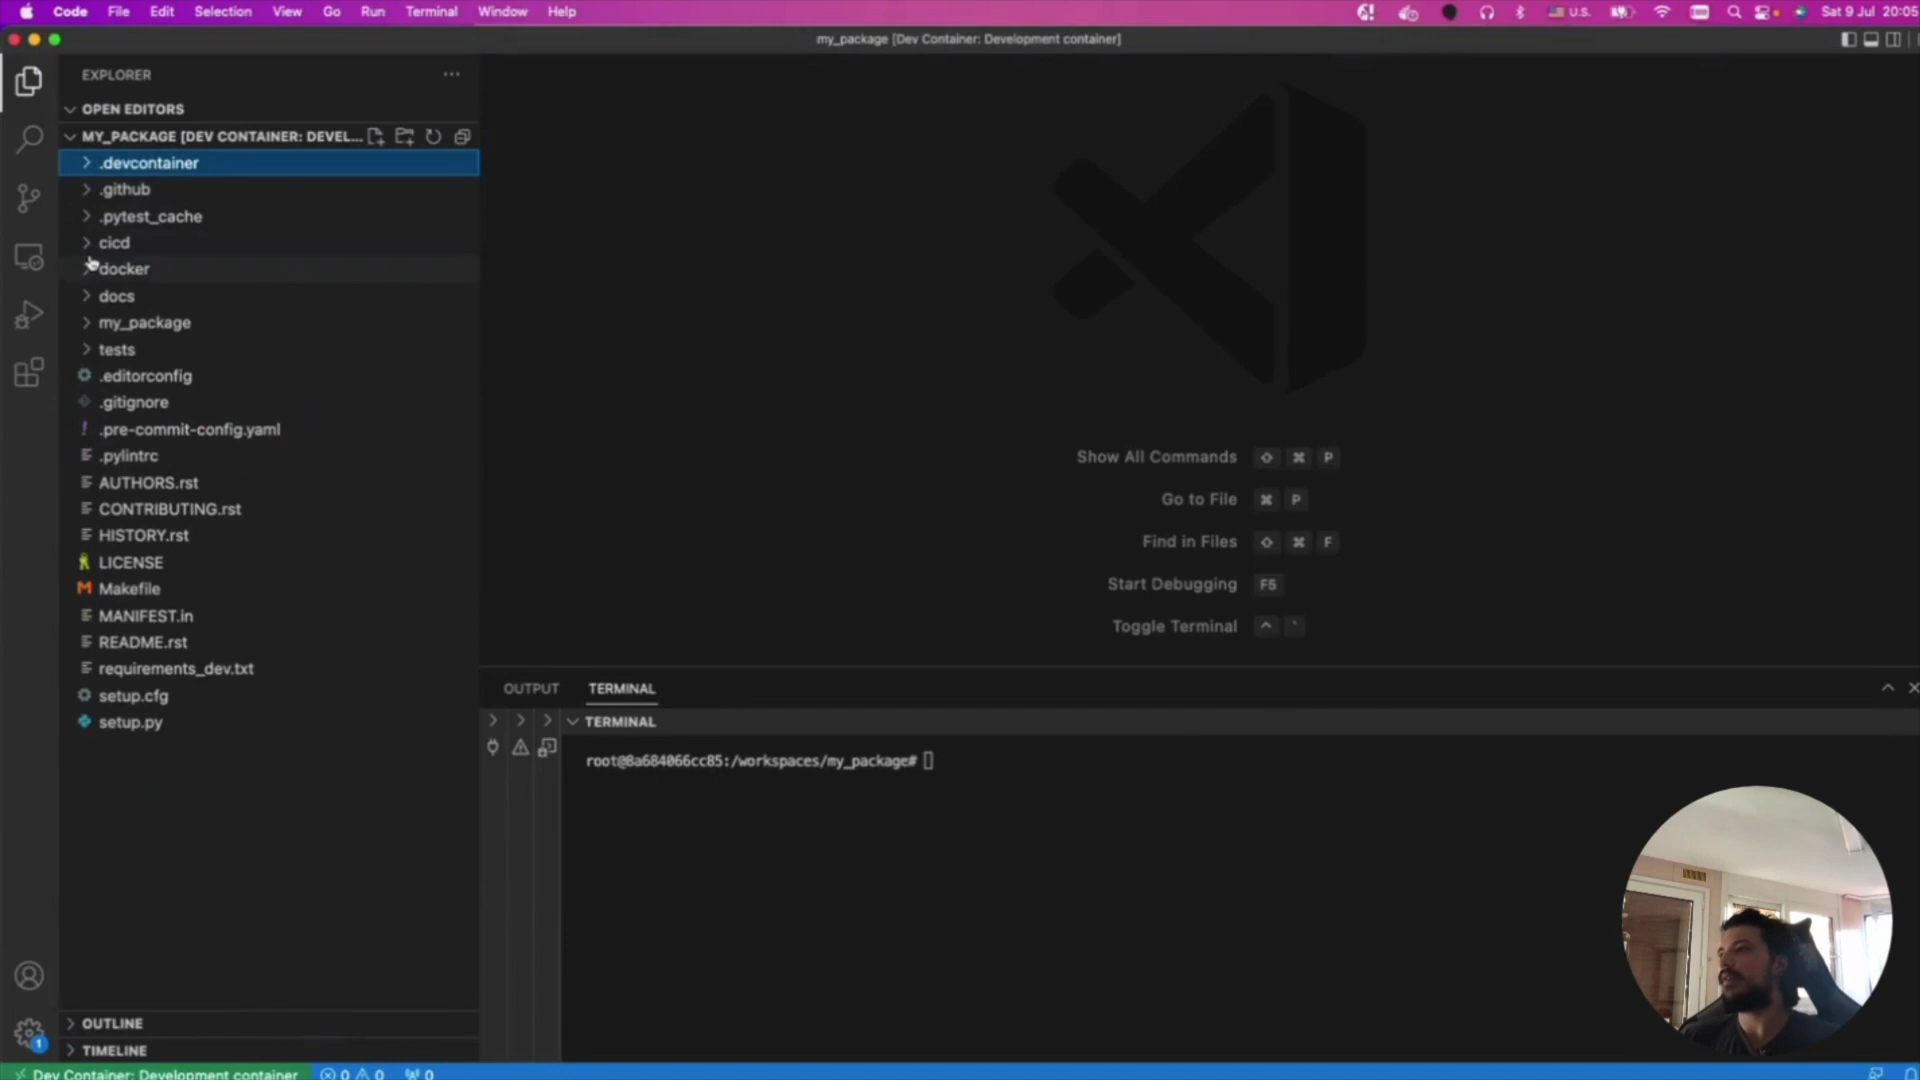 Code File Edit Selection View Go Run Terminal Window Help
U.S. Sat 9 Jul 20:05
my_package [Dev Container: Development container]
EXPLORER
OPEN EDITORS
MY_PACKAGE [DEV CONTAINER: DEVEL...
.devcontainer
.github
.pytest_cache
cicd
docker
docs
my_package
tests
.editorconfig
.gitignore
.pre-commit-config.yaml
.pylintrc
AUTHORS.rst
CONTRIBUTING.rst
HISTORY.rst
LICENSE
Makefile
MANIFEST.in
README.rst
requirements_dev.txt
setup.cfg
setup.py
OUTLINE
TIMELINE
Show All Commands ⇧ ⌘ P
Go to File ⌘ P
Find in Files ⇧ ⌘ F
Start Debugging F5
Toggle Terminal ^ `
OUTPUT TERMINAL
TERMINAL
root@8a684066cc85:/workspaces/my_package#
1
Dev Container: Development container 0 0 0